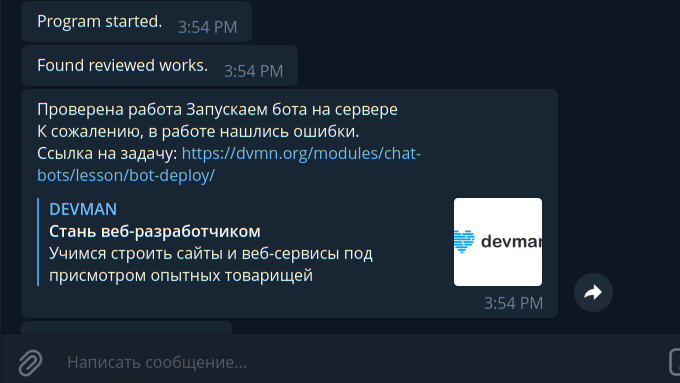 Program started.
3:54 PM
Found reviewed works.
3:54 PM
Проверена работа Запускаем бота на сервере
К сожалению, в работе нашлись ошибки.
Ссылка на задачу: https://dvmn.org/modules/chat-
bots/lesson/bot-deploy/
DEVMAN
Стань веб-разработчиком
Учимся строить сайты и веб-сервисы под
присмотром опытных товарищей
devman
3:54 PM
Написать сообщение...